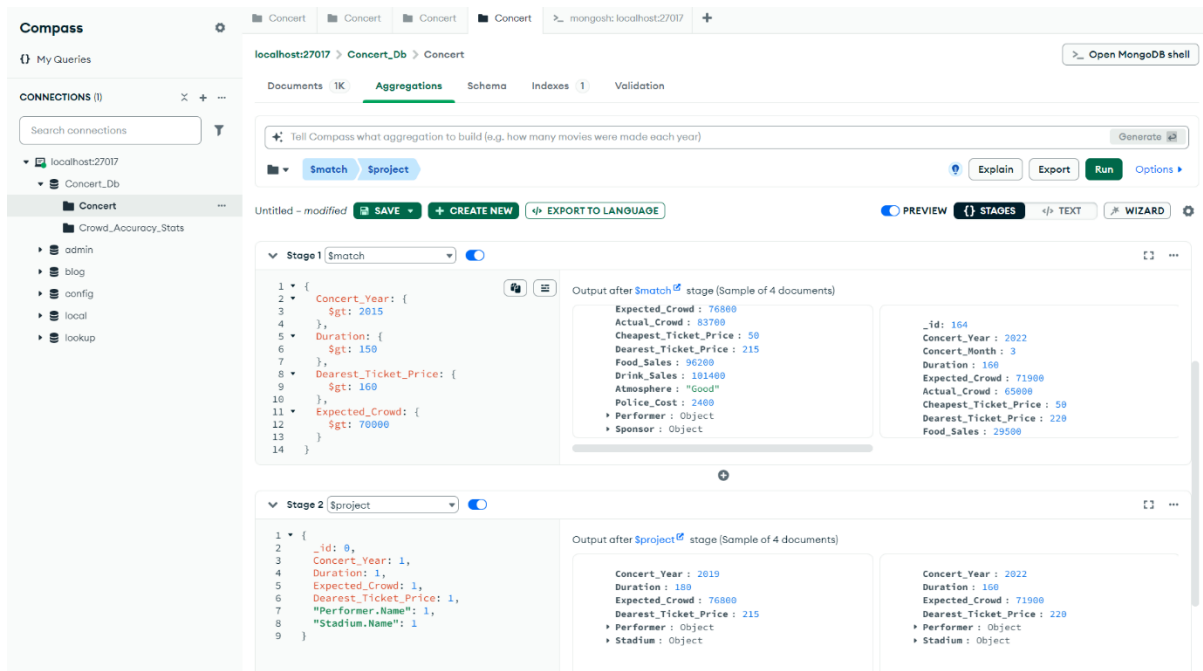 Compass
{} My Queries
CONNECTIONS (1)
Search connections
localhost:27017
Concert_Db
Concert
Crowd_Accuracy_Stats
admin
blog
config
local
lookup
Concert Concert Concert Concert >_ mongosh: localhost:27017 +
localhost:27017 > Concert_Db > Concert
>_ Open MongoDB shell
Documents 1K Aggregations Schema Indexes 1 Validation
Tell Compass what aggregation to build (e.g. how many movies were made each year) Generate
$match $project Explain Export Run Options
Untitled – modified SAVE + CREATE NEW </> EXPORT TO LANGUAGE PREVIEW {} STAGES </> TEXT WIZARD
Stage 1 $match
1 {
2 Concert_Year: {
3 $gt: 2015
4 },
5 Duration: {
6 $gt: 150
7 },
8 Dearest_Ticket_Price: {
9 $gt: 160
10 },
11 Expected_Crowd: {
12 $gt: 70000
13 }
14 }
Output after $match stage (Sample of 4 documents)
Expected_Crowd : 76800
Actual_Crowd : 83700
Cheapest_Ticket_Price : 50
Dearest_Ticket_Price : 215
Food_Sales : 96200
Drink_Sales : 101400
Atmosphere : "Good"
Police_Cost : 2400
Performer : Object
Sponsor : Object
_id: 164
Concert_Year : 2022
Concert_Month : 3
Duration : 160
Expected_Crowd : 71900
Actual_Crowd : 65000
Cheapest_Ticket_Price : 50
Dearest_Ticket_Price : 220
Food_Sales : 29500
Stage 2 $project
1 {
2 _id: 0,
3 Concert_Year: 1,
4 Duration: 1,
5 Expected_Crowd: 1,
6 Dearest_Ticket_Price: 1,
7 "Performer.Name": 1,
8 "Stadium.Name": 1
9 }
Output after $project stage (Sample of 4 documents)
Concert_Year : 2019
Duration : 180
Expected_Crowd : 76800
Dearest_Ticket_Price : 215
Performer : Object
Stadium : Object
Concert_Year : 2022
Duration : 160
Expected_Crowd : 71900
Dearest_Ticket_Price : 220
Performer : Object
Stadium : Object